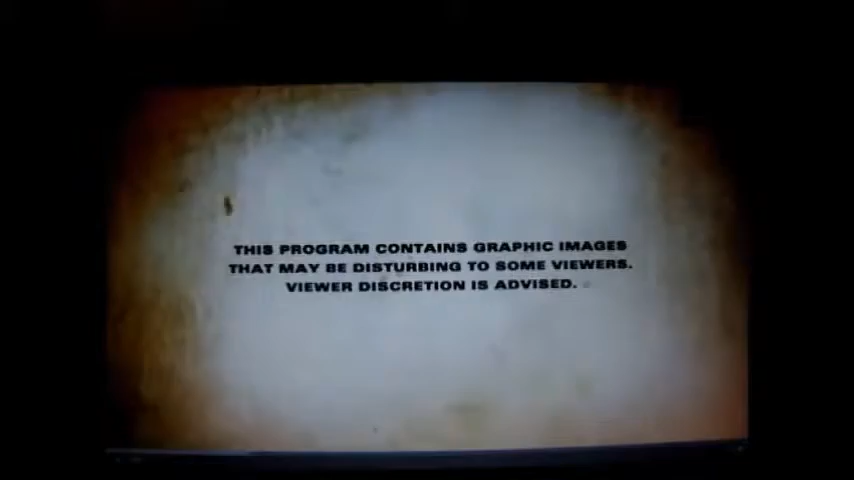 THIS PROGRAM CONTAINS GRAPHIC IMAGES
THAT MAY BE DISTURBING TO SOME VIEWERS.
VIEWER DISCRETION IS ADVISED.